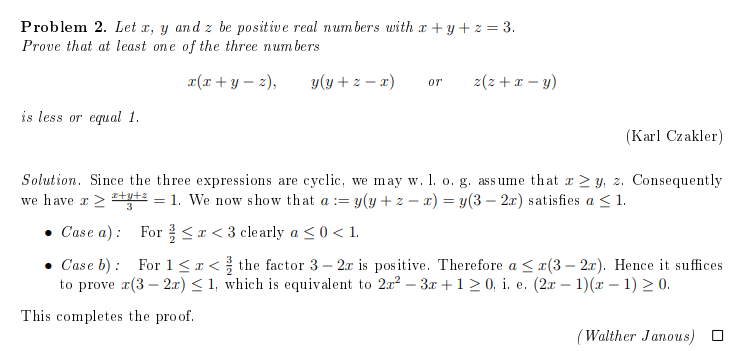 Problem 2. Let x, y and z be positive real numbers with x + y + z = 3.
Prove that at least one of the three numbers
x(x + y − z),  y(y + z − x)  or  z(z + x − y)
is less or equal 1.
(Karl Czakler)
Solution. Since the three expressions are cyclic, we may w. l. o. g. assume that x ≥ y, z. Consequently
we have x ≥ (x+y+z)/3 = 1. We now show that a := y(y + z − x) = y(3 − 2x) satisfies a ≤ 1.
• Case a) : For 3/2 ≤ x < 3 clearly a ≤ 0 < 1.
• Case b) : For 1 ≤ x < 3/2 the factor 3 − 2x is positive. Therefore a ≤ x(3 − 2x). Hence it suffices
to prove x(3 − 2x) ≤ 1, which is equivalent to 2x² − 3x + 1 ≥ 0, i. e. (2x − 1)(x − 1) ≥ 0.
This completes the proof.
(Walther Janous) □